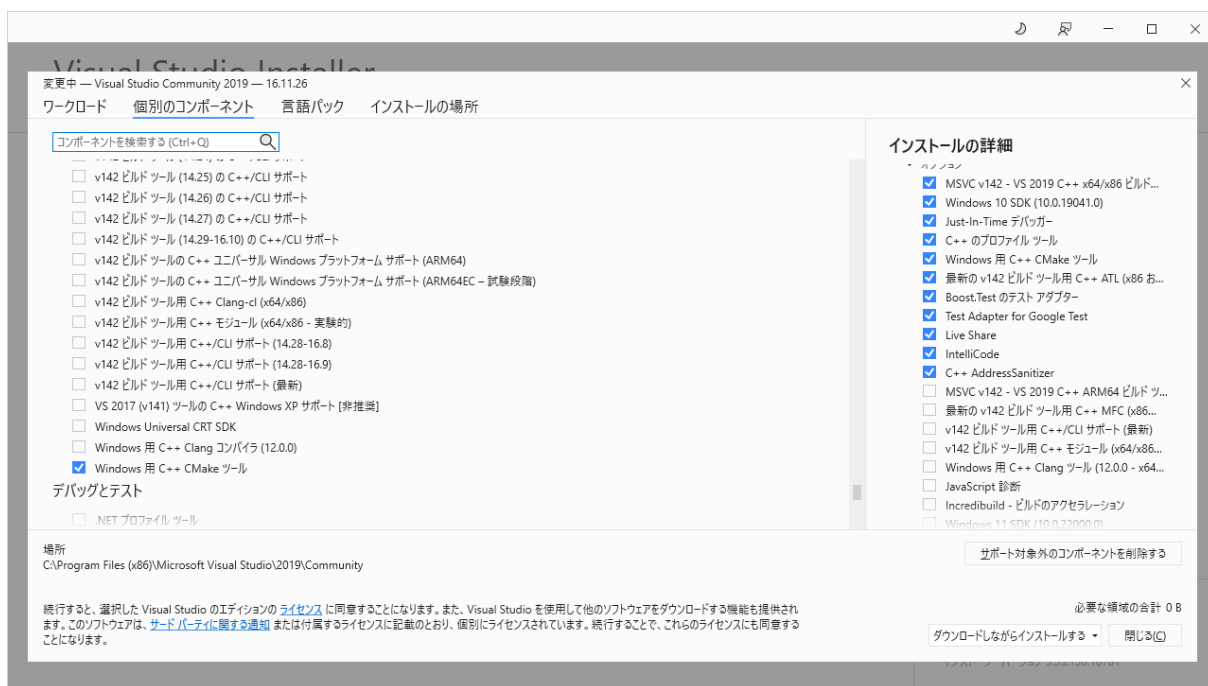 Visual Studio Installer
変更中 — Visual Studio Community 2019 — 16.11.26
ワークロード 個別のコンポーネント 言語パック インストールの場所
コンポーネントを検索する (Ctrl+Q)
v142 ビルド ツール (14.25) の C++/CLI サポート
v142 ビルド ツール (14.26) の C++/CLI サポート
v142 ビルド ツール (14.27) の C++/CLI サポート
v142 ビルド ツール (14.29-16.10) の C++/CLI サポート
v142 ビルド ツールの C++ ユニバーサル Windows プラットフォーム サポート (ARM64)
v142 ビルド ツールの C++ ユニバーサル Windows プラットフォーム サポート (ARM64EC – 試験段階)
v142 ビルド ツール用 C++ Clang-cl (x64/x86)
v142 ビルド ツール用 C++ モジュール (x64/x86 - 実験的)
v142 ビルド ツール用 C++/CLI サポート (14.28-16.8)
v142 ビルド ツール用 C++/CLI サポート (14.28-16.9)
v142 ビルド ツール用 C++/CLI サポート (最新)
VS 2017 (v141) ツールの C++ Windows XP サポート [非推奨]
Windows Universal CRT SDK
Windows 用 C++ Clang コンパイラ (12.0.0)
Windows 用 C++ CMake ツール
デバッグとテスト
.NET プロファイル ツール
インストールの詳細
オプション
MSVC v142 - VS 2019 C++ x64/x86 ビルド...
Windows 10 SDK (10.0.19041.0)
Just-In-Time デバッガー
C++ のプロファイル ツール
Windows 用 C++ CMake ツール
最新の v142 ビルド ツール用 C++ ATL (x86 お...
Boost.Test のテスト アダプター
Test Adapter for Google Test
Live Share
IntelliCode
C++ AddressSanitizer
MSVC v142 - VS 2019 C++ ARM64 ビルド ツ...
最新の v142 ビルド ツール用 C++ MFC (x86...
v142 ビルド ツール用 C++/CLI サポート (最新)
v142 ビルド ツール用 C++ モジュール (x64/x86...
Windows 用 C++ Clang ツール (12.0.0 - x64...
JavaScript 診断
Incredibuild - ビルドのアクセラレーション
Windows 11 SDK (10.0.22000.0)
場所
C:\Program Files (x86)\Microsoft Visual Studio\2019\Community
サポート対象外のコンポーネントを削除する
続行すると、選択した Visual Studio のエディションの ライセンス に同意することになります。また、Visual Studio を使用して他のソフトウェアをダウンロードする機能も提供され
ます。このソフトウェアは、サード パーティに関する通知 または付属するライセンスに記載のとおり、個別にライセンスされています。続行することで、これらのライセンスにも同意する
ことになります。
必要な領域の合計 0 B
ダウンロードしながらインストールする 閉じる(C)